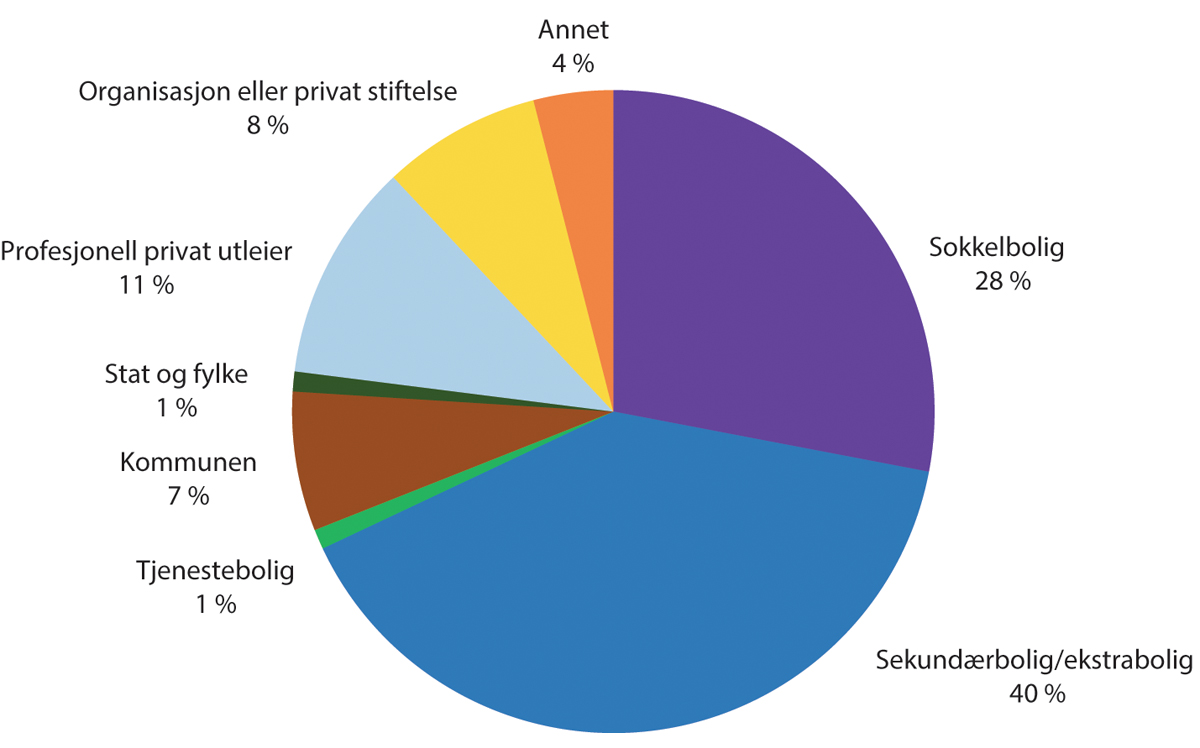 Annet
4 %
Organisasjon eller privat stiftelse
8 %
Profesjonell privat utleier
11 %
Sokkelbolig
28 %
Stat og fylke
1 %
Kommunen
7 %
Tjenestebolig
1 %
Sekundærbolig/ekstrabolig
40 %